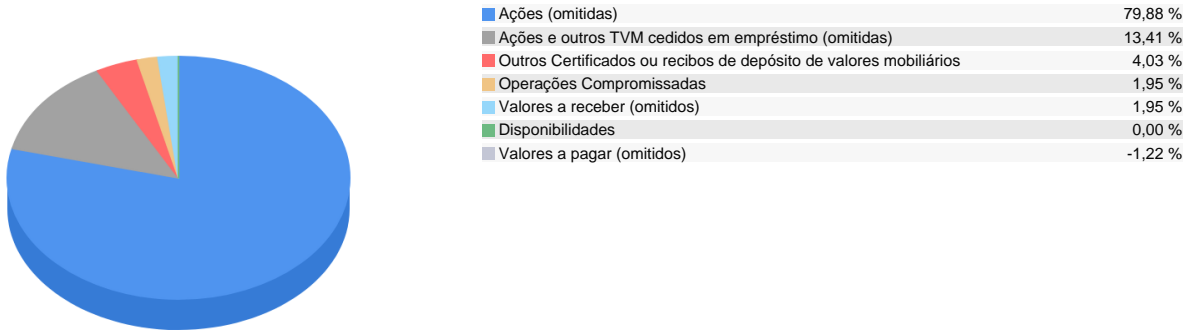 Ações (omitidas) 79,88 %
Ações e outros TVM cedidos em empréstimo (omitidas) 13,41 %
Outros Certificados ou recibos de depósito de valores mobiliários 4,03 %
Operações Compromissadas 1,95 %
Valores a receber (omitidos) 1,95 %
Disponibilidades 0,00 %
Valores a pagar (omitidos) -1,22 %